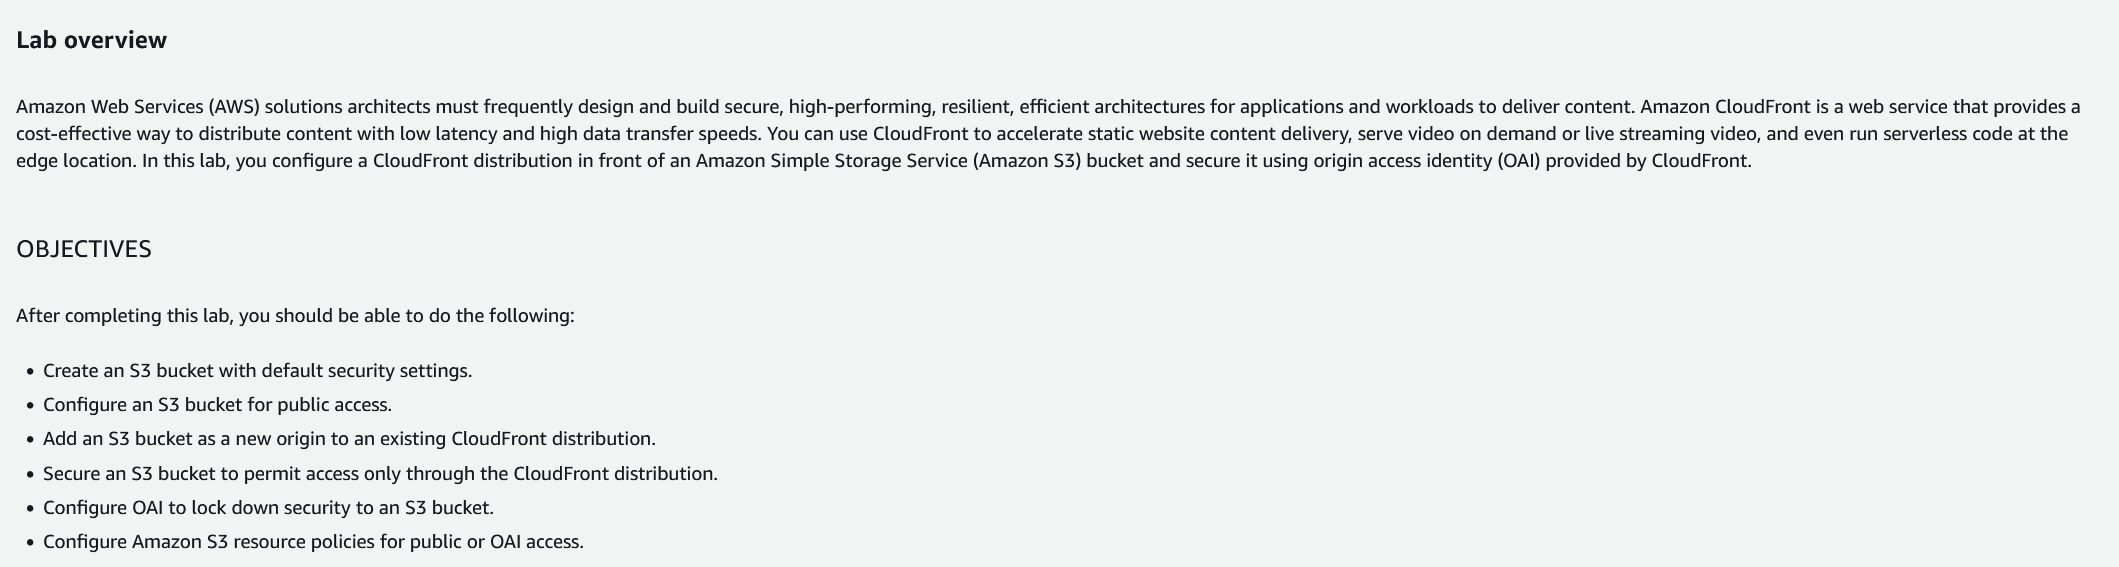 Lab overview
Amazon Web Services (AWS) solutions architects must frequently design and build secure, high-performing, resilient, efficient architectures for applications and workloads to deliver content. Amazon CloudFront is a web service that provides a
cost-effective way to distribute content with low latency and high data transfer speeds. You can use CloudFront to accelerate static website content delivery, serve video on demand or live streaming video, and even run serverless code at the
edge location. In this lab, you configure a CloudFront distribution in front of an Amazon Simple Storage Service (Amazon S3) bucket and secure it using origin access identity (OAI) provided by CloudFront.
OBJECTIVES
After completing this lab, you should be able to do the following:
• Create an S3 bucket with default security settings.
• Configure an S3 bucket for public access.
• Add an S3 bucket as a new origin to an existing CloudFront distribution.
• Secure an S3 bucket to permit access only through the CloudFront distribution.
• Configure OAI to lock down security to an S3 bucket.
• Configure Amazon S3 resource policies for public or OAI access.